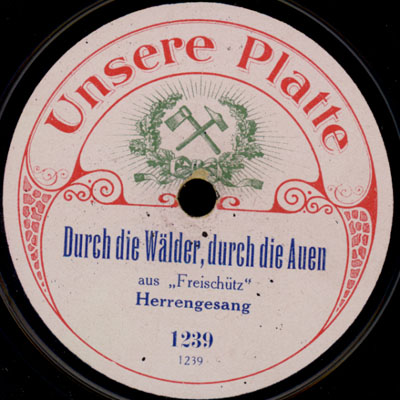 Unsere Platte
Durch die Wälder, durch die Auen
aus „Freischütz"
Herrengesang
1239
1239